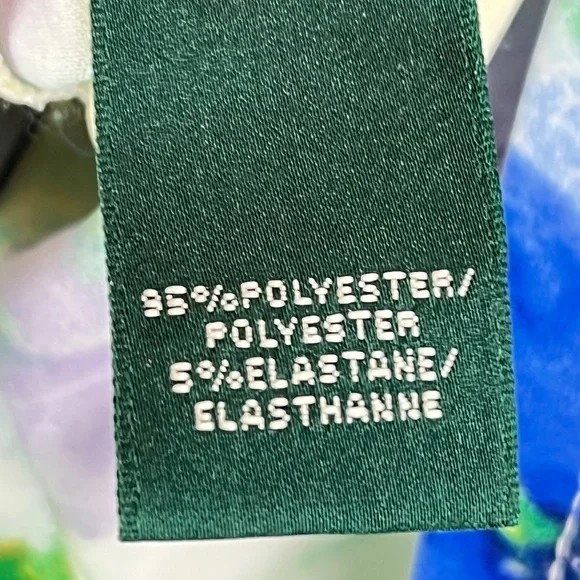 95%POLYESTER/
POLYESTER
5%ELASTANE/
ELASTHANNE